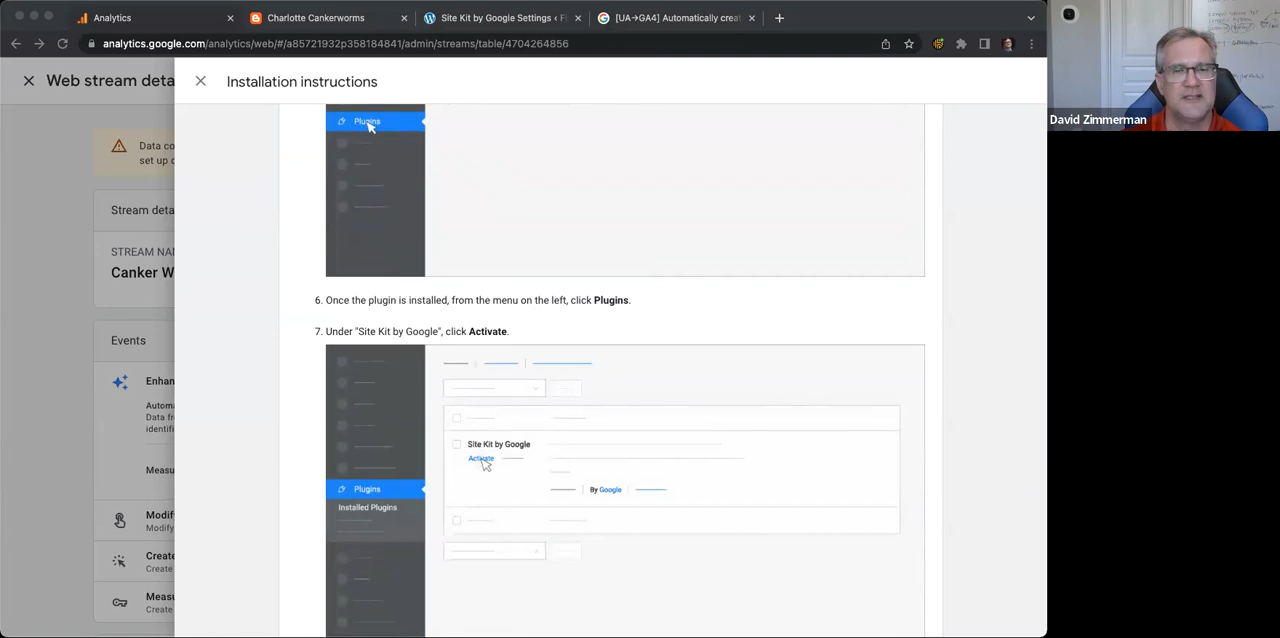 Analytics
Charlotte Cankerworms
Site Kit by Google Settings ‹ F
[UA→GA4] Automatically crea
analytics.google.com/analytics/web/#/a85721932p358184841/admin/streams/table/4704264856
Web stream deta
Installation instructions
David Zimmerman
Data co
set up c
Plugins
Stream deta
STREAM NAM
Canker W
6. Once the plugin is installed, from the menu on the left, click Plugins.
7. Under "Site Kit by Google", click Activate.
Events
Enhan
Autom
Data fro
identifi
Measu
Site Kit by Google
Activate
By Google
Plugins
Installed Plugins
Modif
Modify
Create
Create
Measu
Google